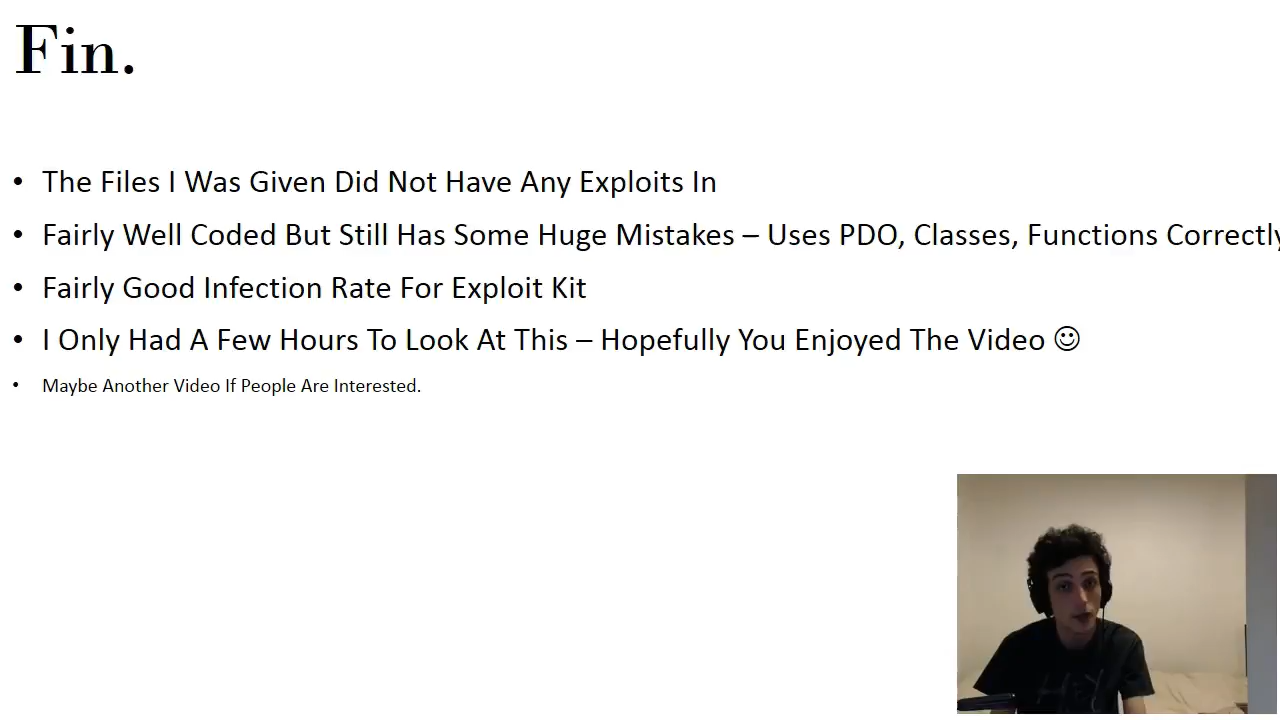 Fin.
• The Files I Was Given Did Not Have Any Exploits In
• Fairly Well Coded But Still Has Some Huge Mistakes – Uses PDO, Classes, Functions Correctly
• Fairly Good Infection Rate For Exploit Kit
• I Only Had A Few Hours To Look At This – Hopefully You Enjoyed The Video ☺
• Maybe Another Video If People Are Interested.